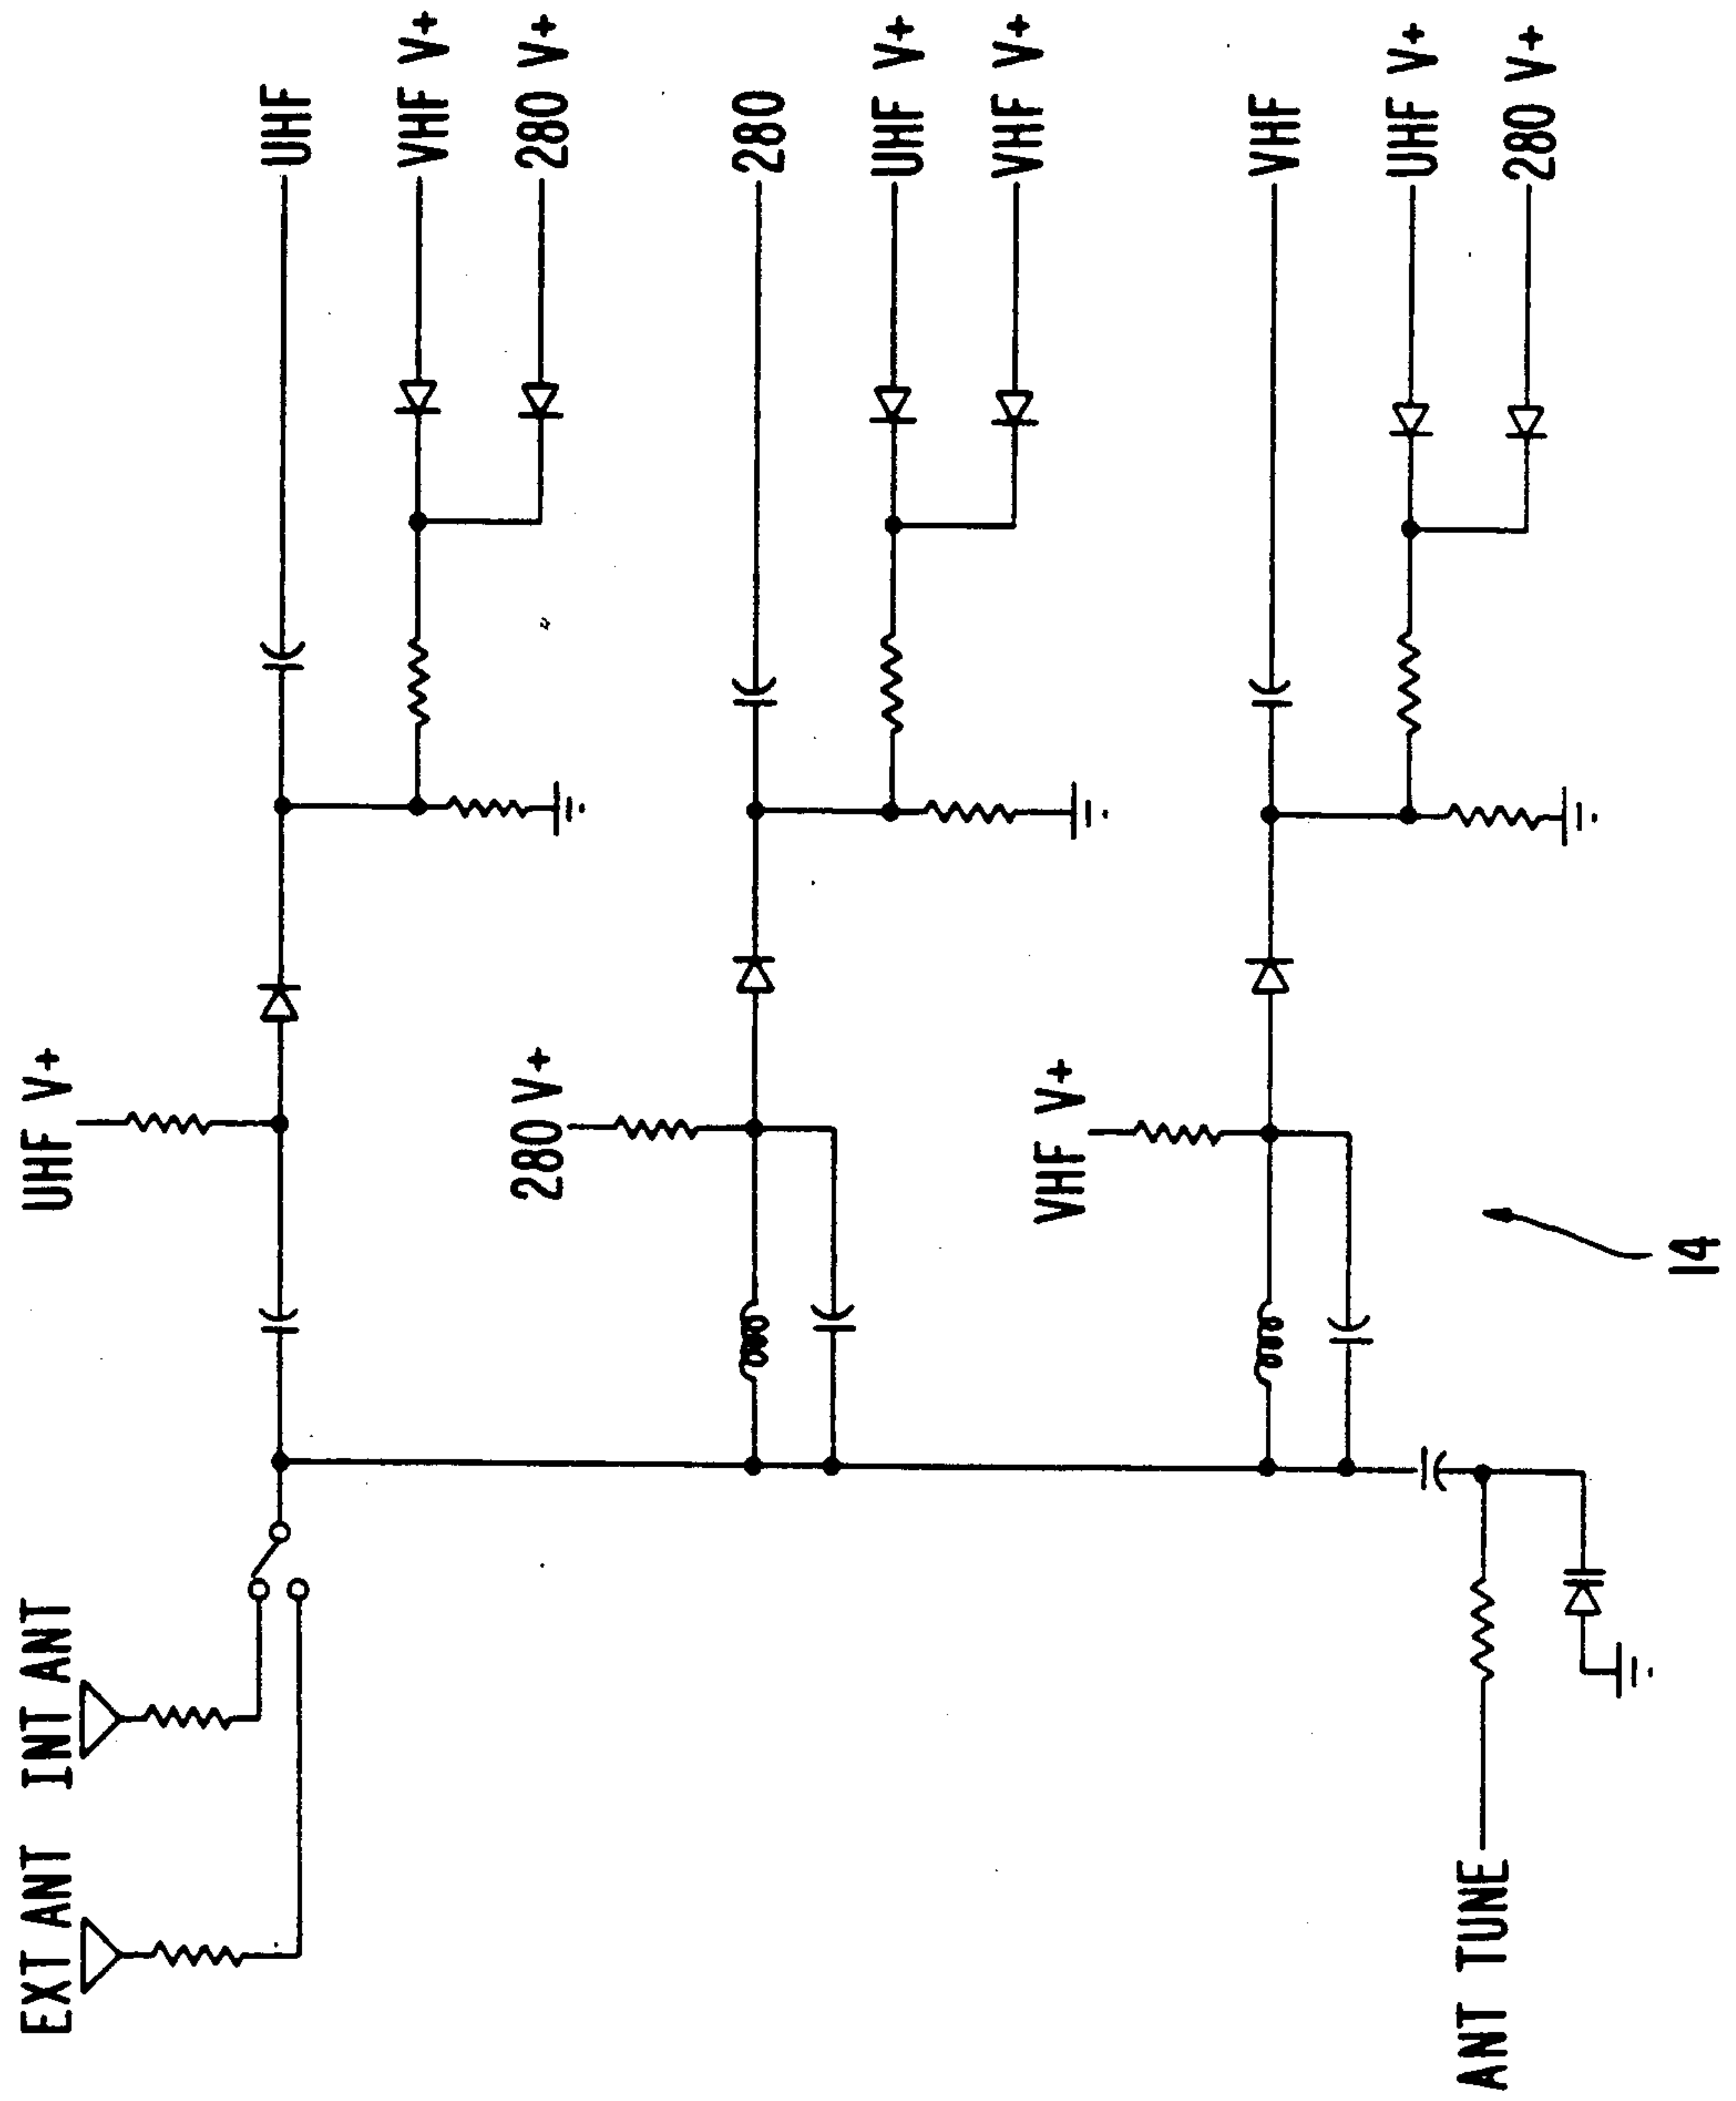 EXT ANT
INT ANT
UHF V+
UHF
VHF V+
280 V+
280 V+
280
UHF V+
VHF V+
VHF V+
VHF
UHF V+
280 V+
ANT TUNE
14